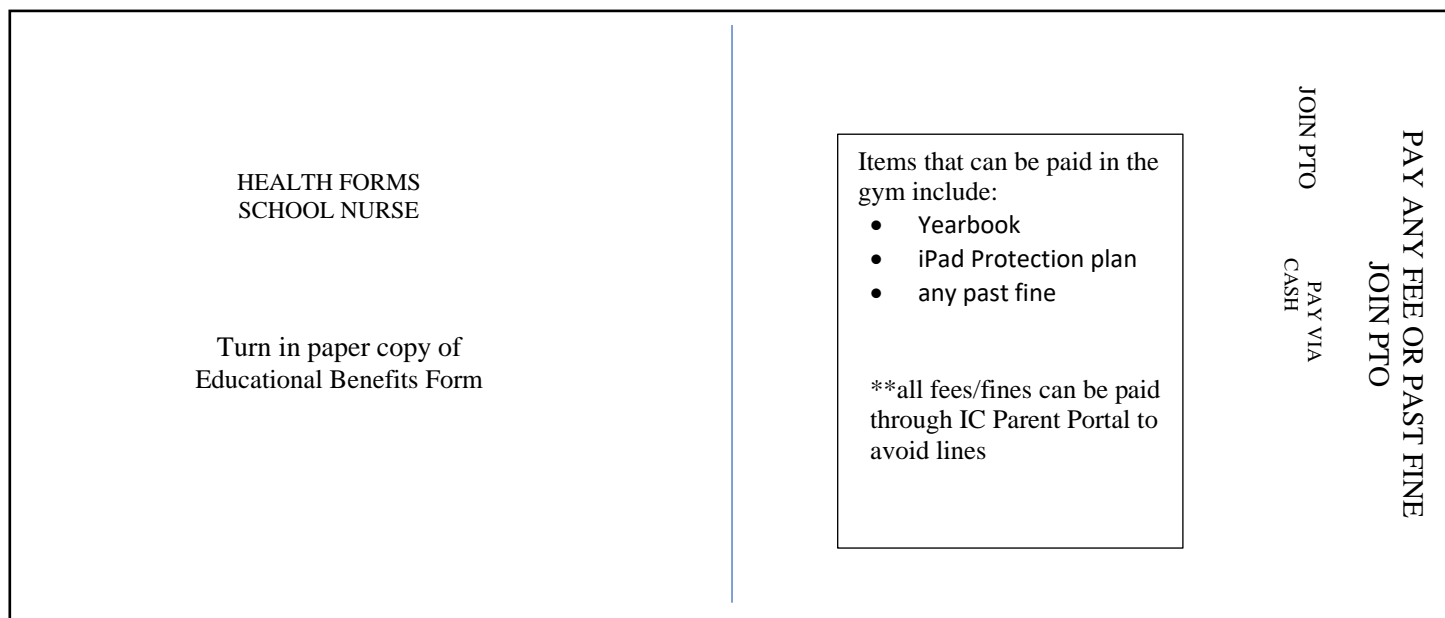 HEALTH FORMS
SCHOOL NURSE
Turn in paper copy of
Educational Benefits Form
Items that can be paid in the
gym include:
• Yearbook
• iPad Protection plan
• any past fine
**all fees/fines can be paid
through IC Parent Portal to
avoid lines
JOIN PTO
PAY VIA
CASH
PAY ANY FEE OR PAST FINE
JOIN PTO